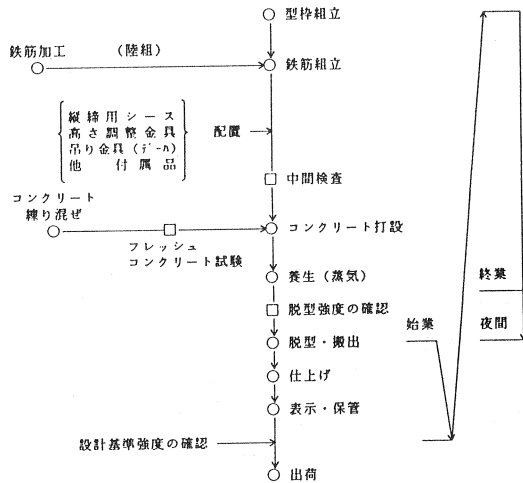 型枠組立
鉄筋加工 （陸組）
鉄筋組立
縦締用シース
高さ調整金具
吊り金具（ﾃﾞｰﾊ）
他 付属品
配置
中間検査
コンクリート
練り混ぜ
コンクリート打設
フレッシュ
コンクリート試験
養生（蒸気）
終業
脱型強度の確認
始業
夜間
脱型・搬出
仕上げ
表示・保管
設計基準強度の確認
出荷